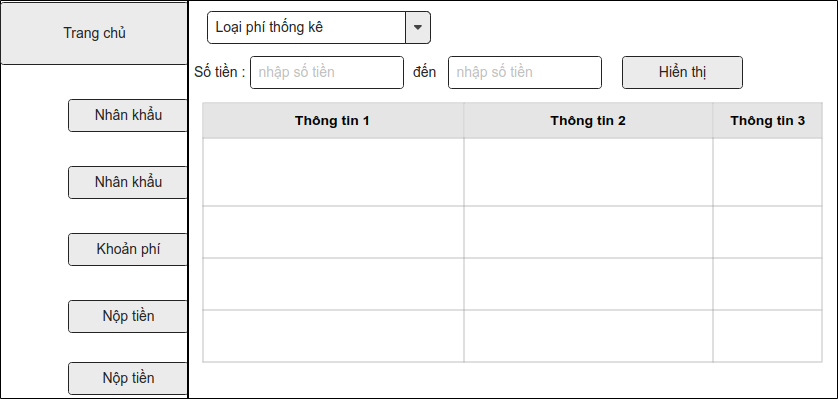 Trang chủ
Nhân khẩu
Nhân khẩu
Khoản phí
Nộp tiền
Nộp tiền
Loại phí thống kê
Số tiền : nhập số tiền đến nhập số tiền Hiển thị
Thông tin 1 Thông tin 2 Thông tin 3